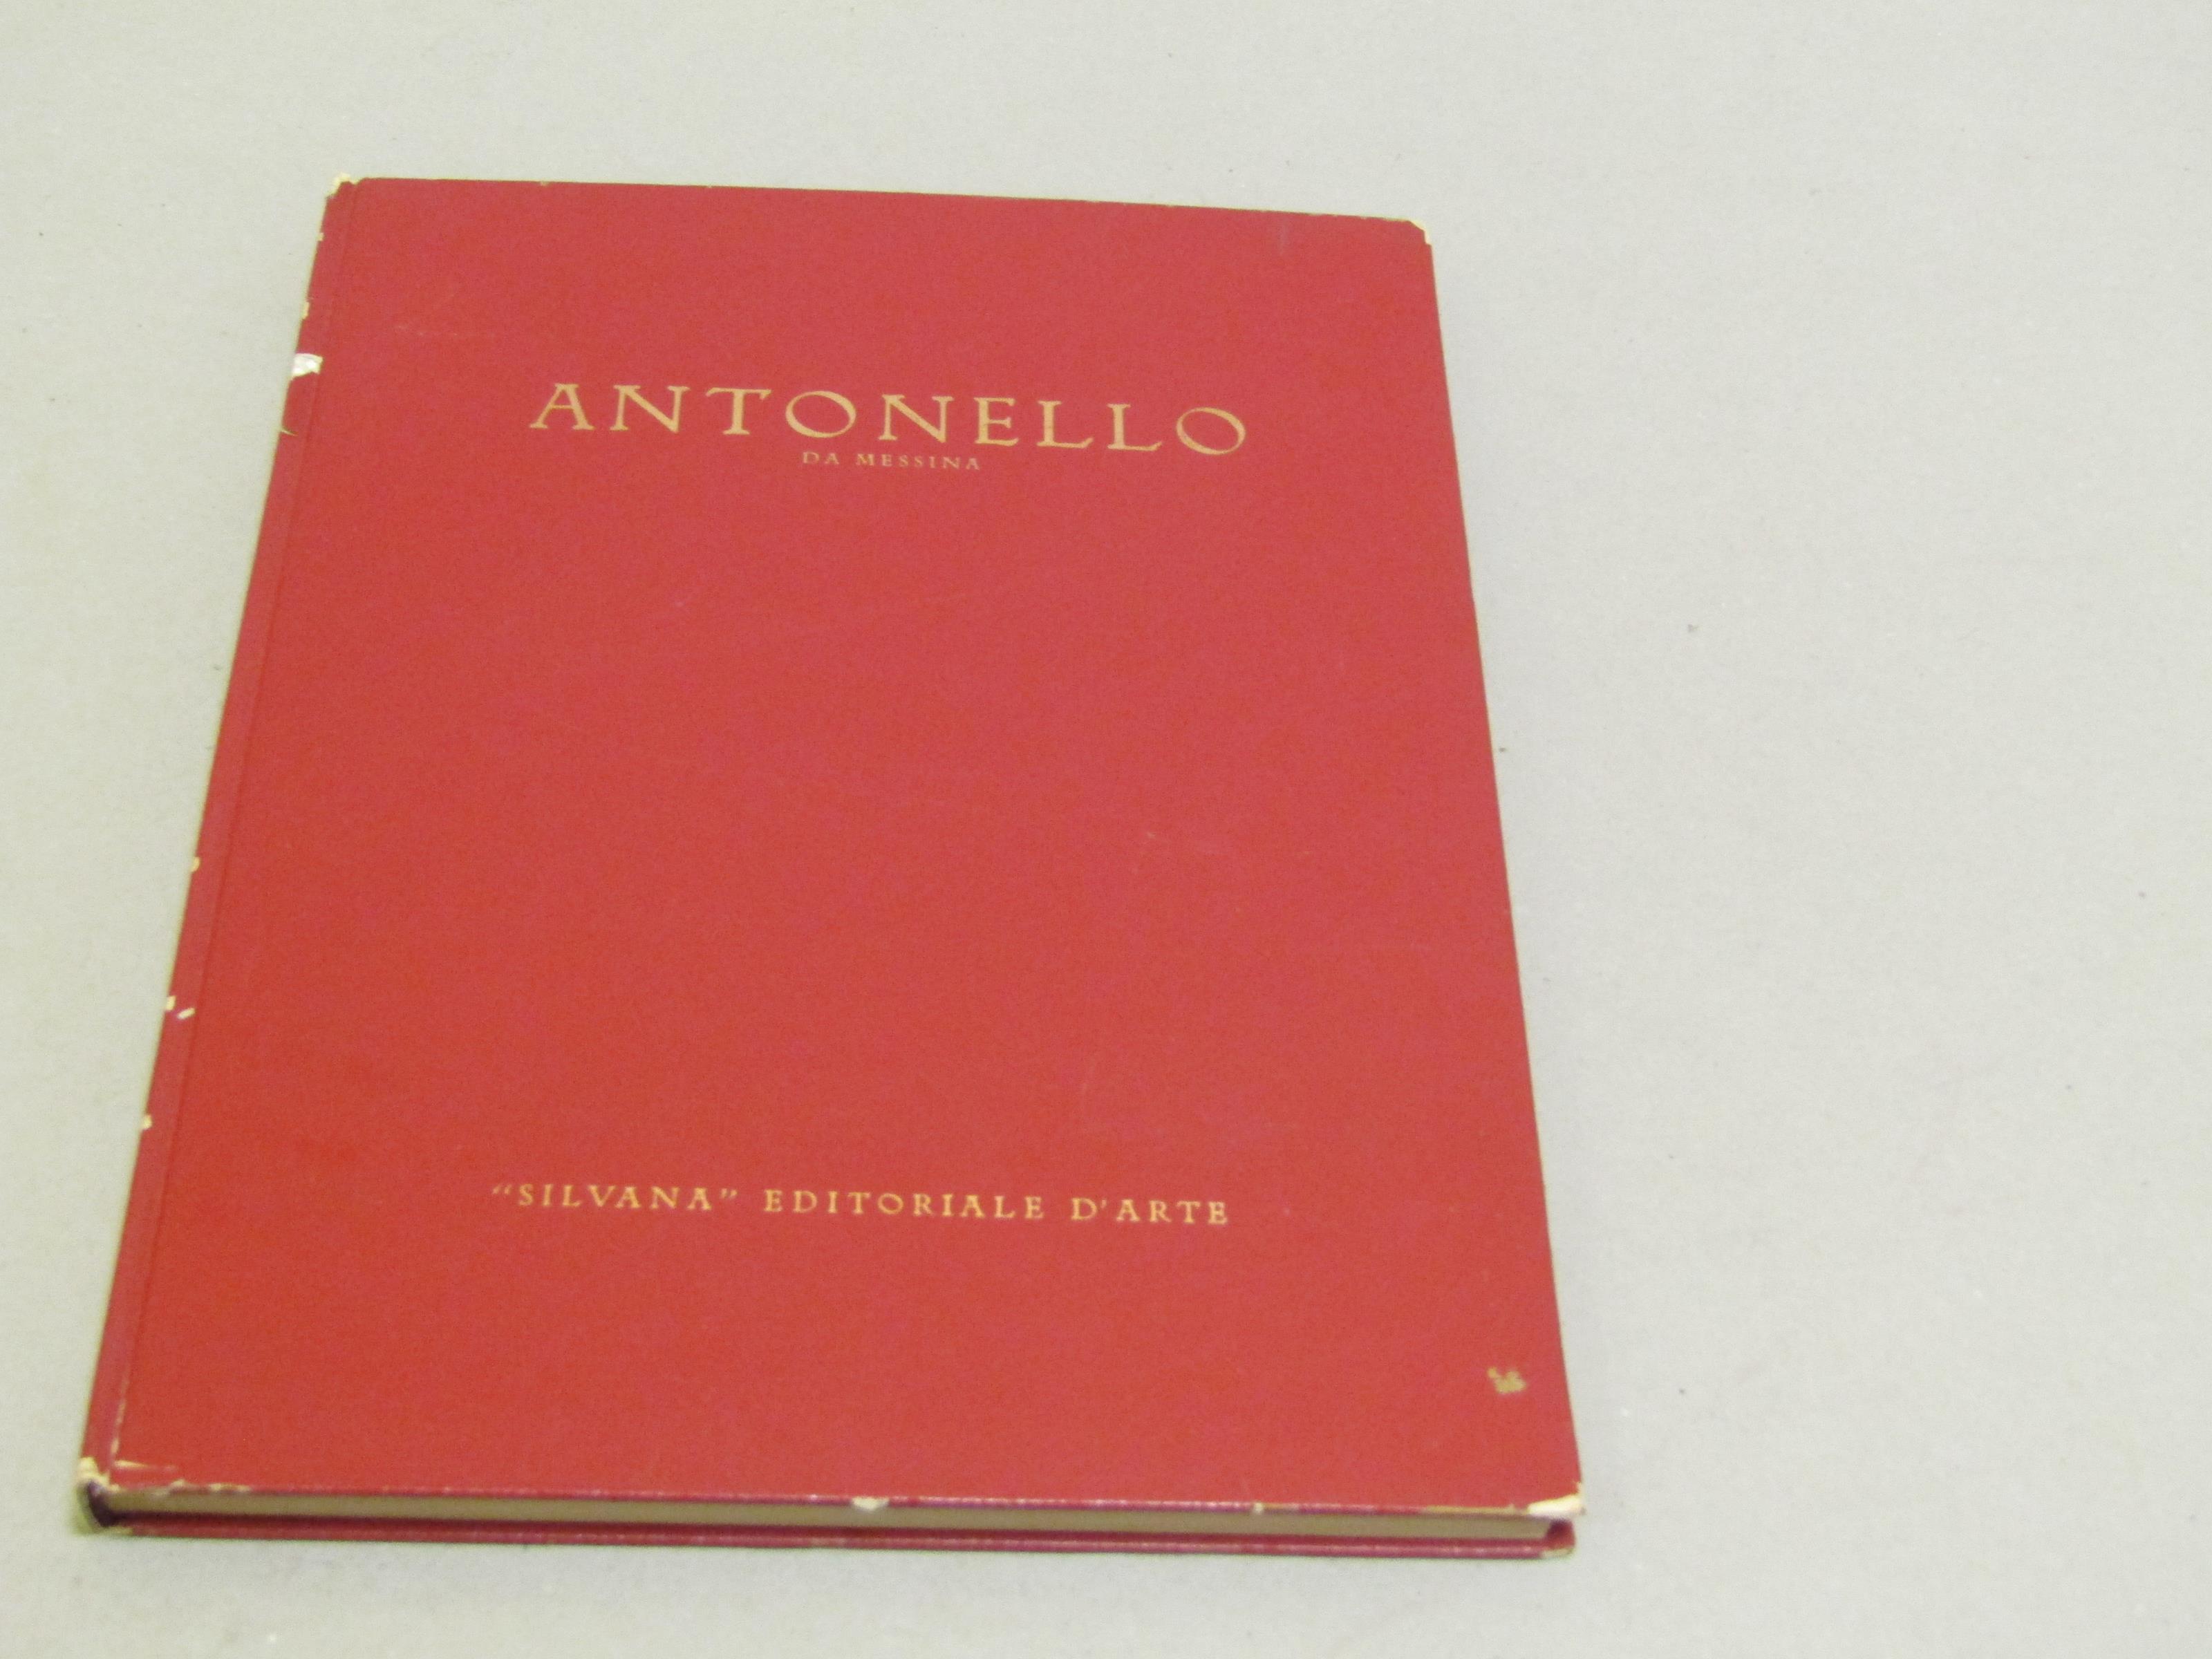 ANTONELLO
DA MESSINA
“SILVANA” EDITORIALE D’ARTE